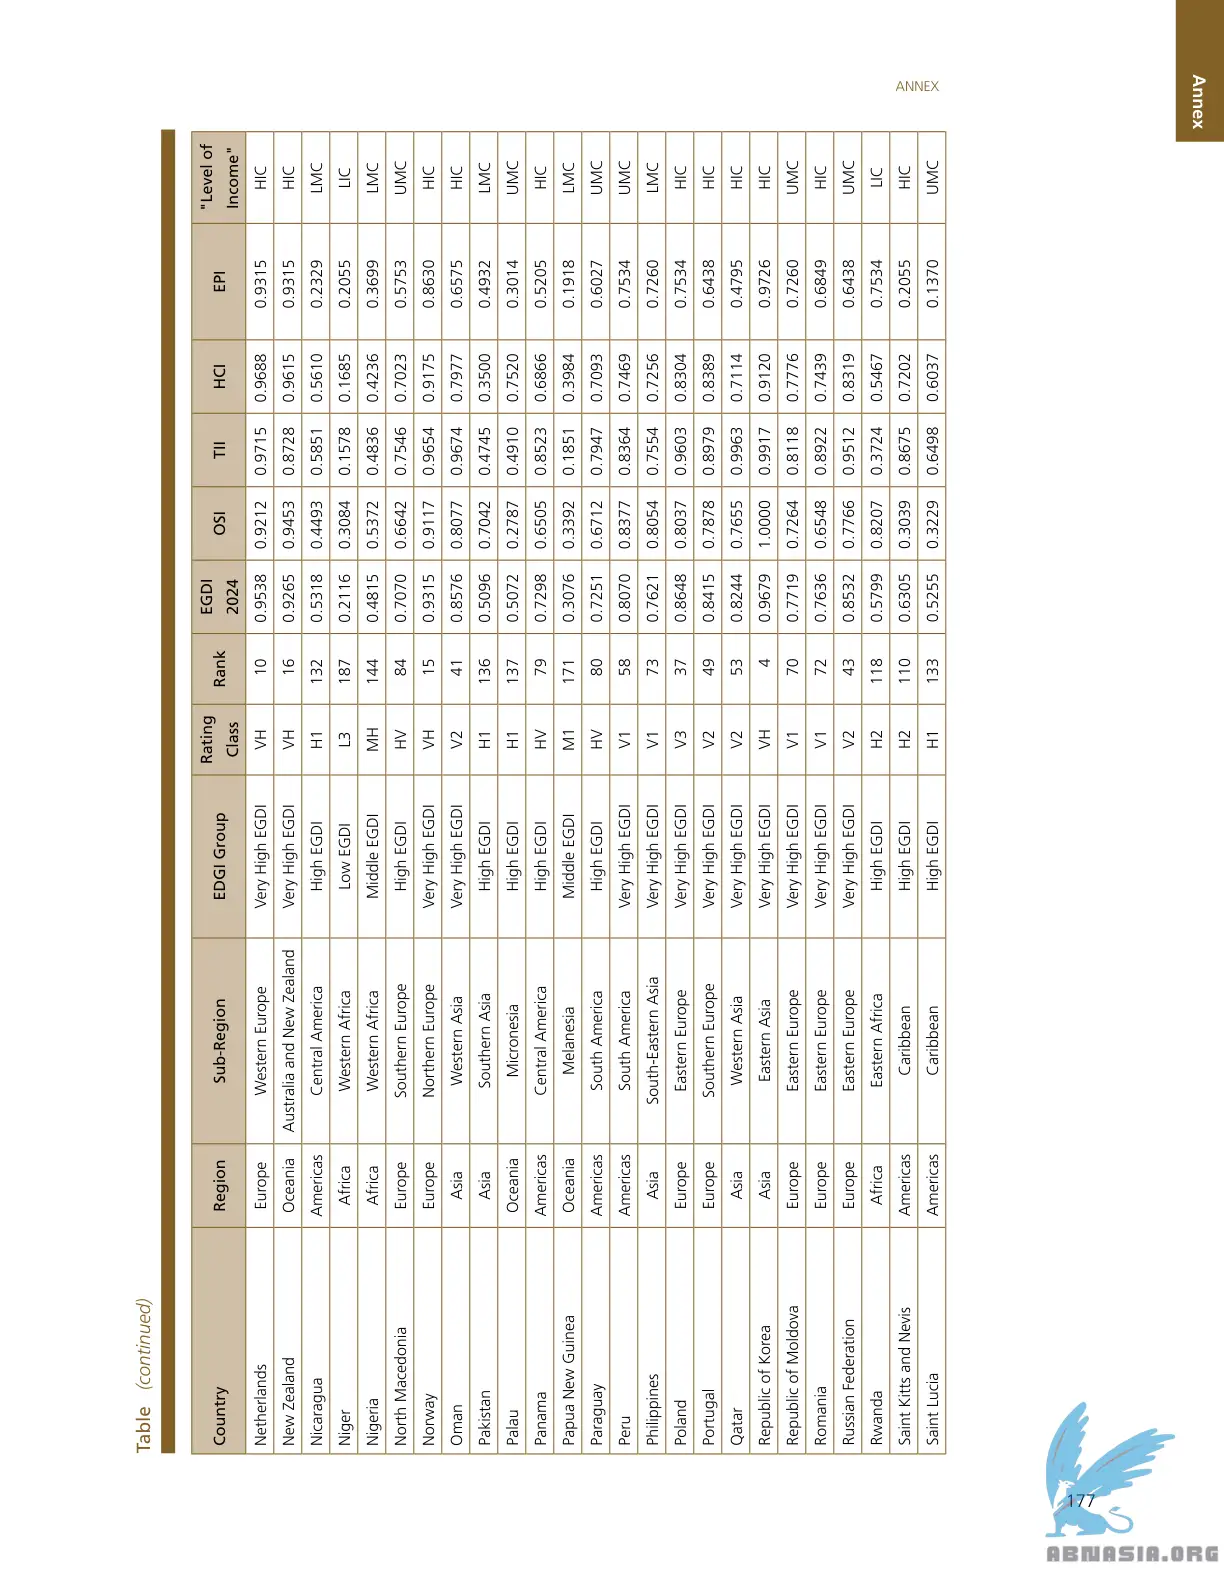 ANNEX
Annex
Table (continued)
Country Region Sub-Region EDGI Group Rating Class Rank EGDI 2024 OSI TII HCI EPI "Level of Income"
Netherlands Europe Western Europe Very High EGDI VH 10 0.9538 0.9212 0.9715 0.9688 0.9315 HIC
New Zealand Oceania Australia and New Zealand Very High EGDI VH 16 0.9265 0.9453 0.8728 0.9615 0.9315 HIC
Nicaragua Americas Central America High EGDI H1 132 0.5318 0.4493 0.5851 0.5610 0.2329 LMC
Niger Africa Western Africa Low EGDI L3 187 0.2116 0.3084 0.1578 0.1685 0.2055 LIC
Nigeria Africa Western Africa Middle EGDI MH 144 0.4815 0.5372 0.4836 0.4236 0.3699 LMC
North Macedonia Europe Southern Europe High EGDI HV 84 0.7070 0.6642 0.7546 0.7023 0.5753 UMC
Norway Europe Northern Europe Very High EGDI VH 15 0.9315 0.9117 0.9654 0.9175 0.8630 HIC
Oman Asia Western Asia Very High EGDI V2 41 0.8576 0.8077 0.9674 0.7977 0.6575 HIC
Pakistan Asia Southern Asia High EGDI H1 136 0.5096 0.7042 0.4745 0.3500 0.4932 LMC
Palau Oceania Micronesia High EGDI H1 137 0.5072 0.2787 0.4910 0.7520 0.3014 UMC
Panama Americas Central America High EGDI HV 79 0.7298 0.6505 0.8523 0.6866 0.5205 HIC
Papua New Guinea Oceania Melanesia Middle EGDI M1 171 0.3076 0.3392 0.1851 0.3984 0.1918 LMC
Paraguay Americas South America High EGDI HV 80 0.7251 0.6712 0.7947 0.7093 0.6027 UMC
Peru Americas South America Very High EGDI V1 58 0.8070 0.8377 0.8364 0.7469 0.7534 UMC
Philippines Asia South-Eastern Asia Very High EGDI V1 73 0.7621 0.8054 0.7554 0.7256 0.7260 LMC
Poland Europe Eastern Europe Very High EGDI V3 37 0.8648 0.8037 0.9603 0.8304 0.7534 HIC
Portugal Europe Southern Europe Very High EGDI V2 49 0.8415 0.7878 0.8979 0.8389 0.6438 HIC
Qatar Asia Western Asia Very High EGDI V2 53 0.8244 0.7655 0.9963 0.7114 0.4795 HIC
Republic of Korea Asia Eastern Asia Very High EGDI VH 4 0.9679 1.0000 0.9917 0.9120 0.9726 HIC
Republic of Moldova Europe Eastern Europe Very High EGDI V1 70 0.7719 0.7264 0.8118 0.7776 0.7260 UMC
Romania Europe Eastern Europe Very High EGDI V1 72 0.7636 0.6548 0.8922 0.7439 0.6849 HIC
Russian Federation Europe Eastern Europe Very High EGDI V2 43 0.8532 0.7766 0.9512 0.8319 0.6438 UMC
Rwanda Africa Eastern Africa High EGDI H2 118 0.5799 0.8207 0.3724 0.5467 0.7534 LIC
Saint Kitts and Nevis Americas Caribbean High EGDI H2 110 0.6305 0.3039 0.8675 0.7202 0.2055 HIC
Saint Lucia Americas Caribbean High EGDI H1 133 0.5255 0.3229 0.6498 0.6037 0.1370 UMC
177
ABNASIA.ORG